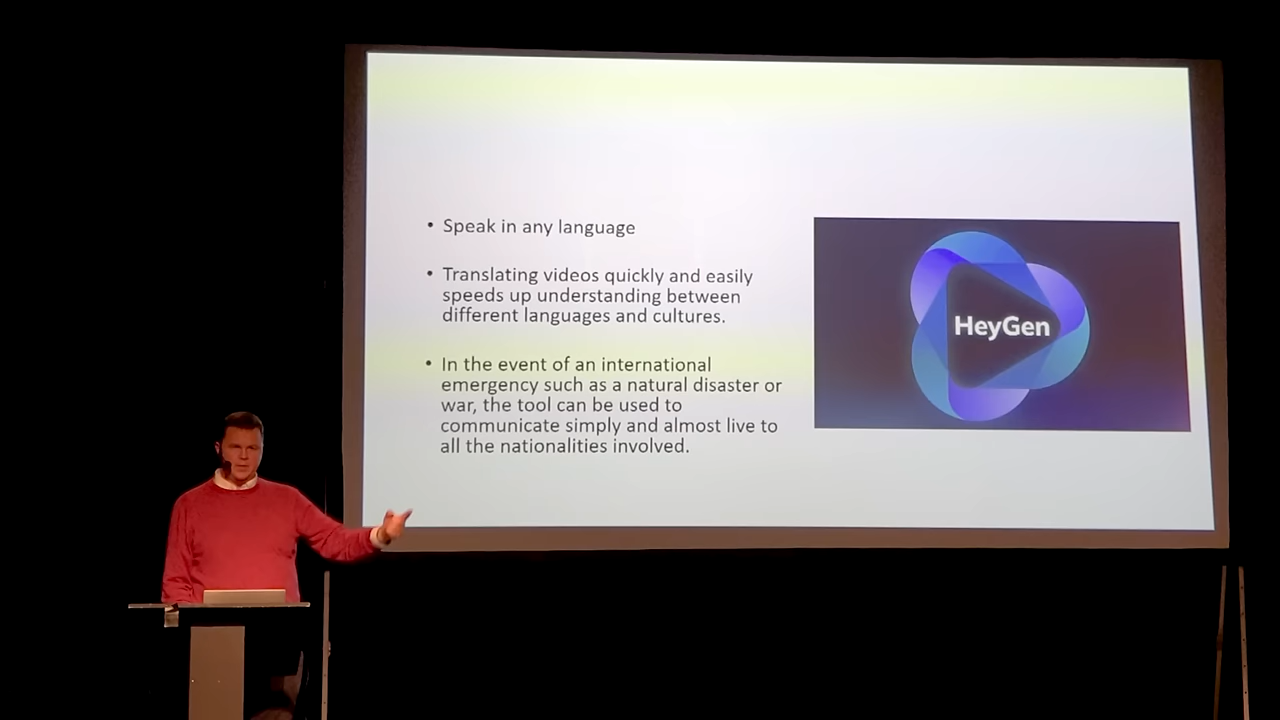 • Speak in any language
• Translating videos quickly and easily
speeds up understanding between
different languages and cultures.
• In the event of an international
emergency such as a natural disaster or
war, the tool can be used to
communicate simply and almost live to
all the nationalities involved.
HeyGen